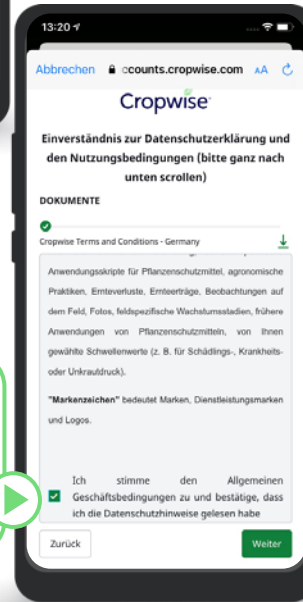 13:20
Abbrechen ccounts.cropwise.com AA
Cropwise
Einverständnis zur Datenschutzerklärung und
den Nutzungsbedingungen (bitte ganz nach
unten scrollen)
DOKUMENTE
Cropwise Terms and Conditions - Germany
Anwendungsskripte für Pflanzenschutzmittel, agronomische
Praktiken, Ernteverluste, Ernteerträge, Beobachtungen auf
dem Feld, Fotos, feldspezifische Wachstumsstadien, frühere
Anwendungen von Pflanzenschutzmitteln, von Ihnen
gewählte Schwellenwerte (z. B. für Schädlings-, Krankheits-
oder Unkrautdruck).
"Markenzeichen" bedeutet Marken, Dienstleistungsmarken
und Logos.
Ich stimme den Allgemeinen
Geschäftsbedingungen zu und bestätige, dass
ich die Datenschutzhinweise gelesen habe
Zurück Weiter